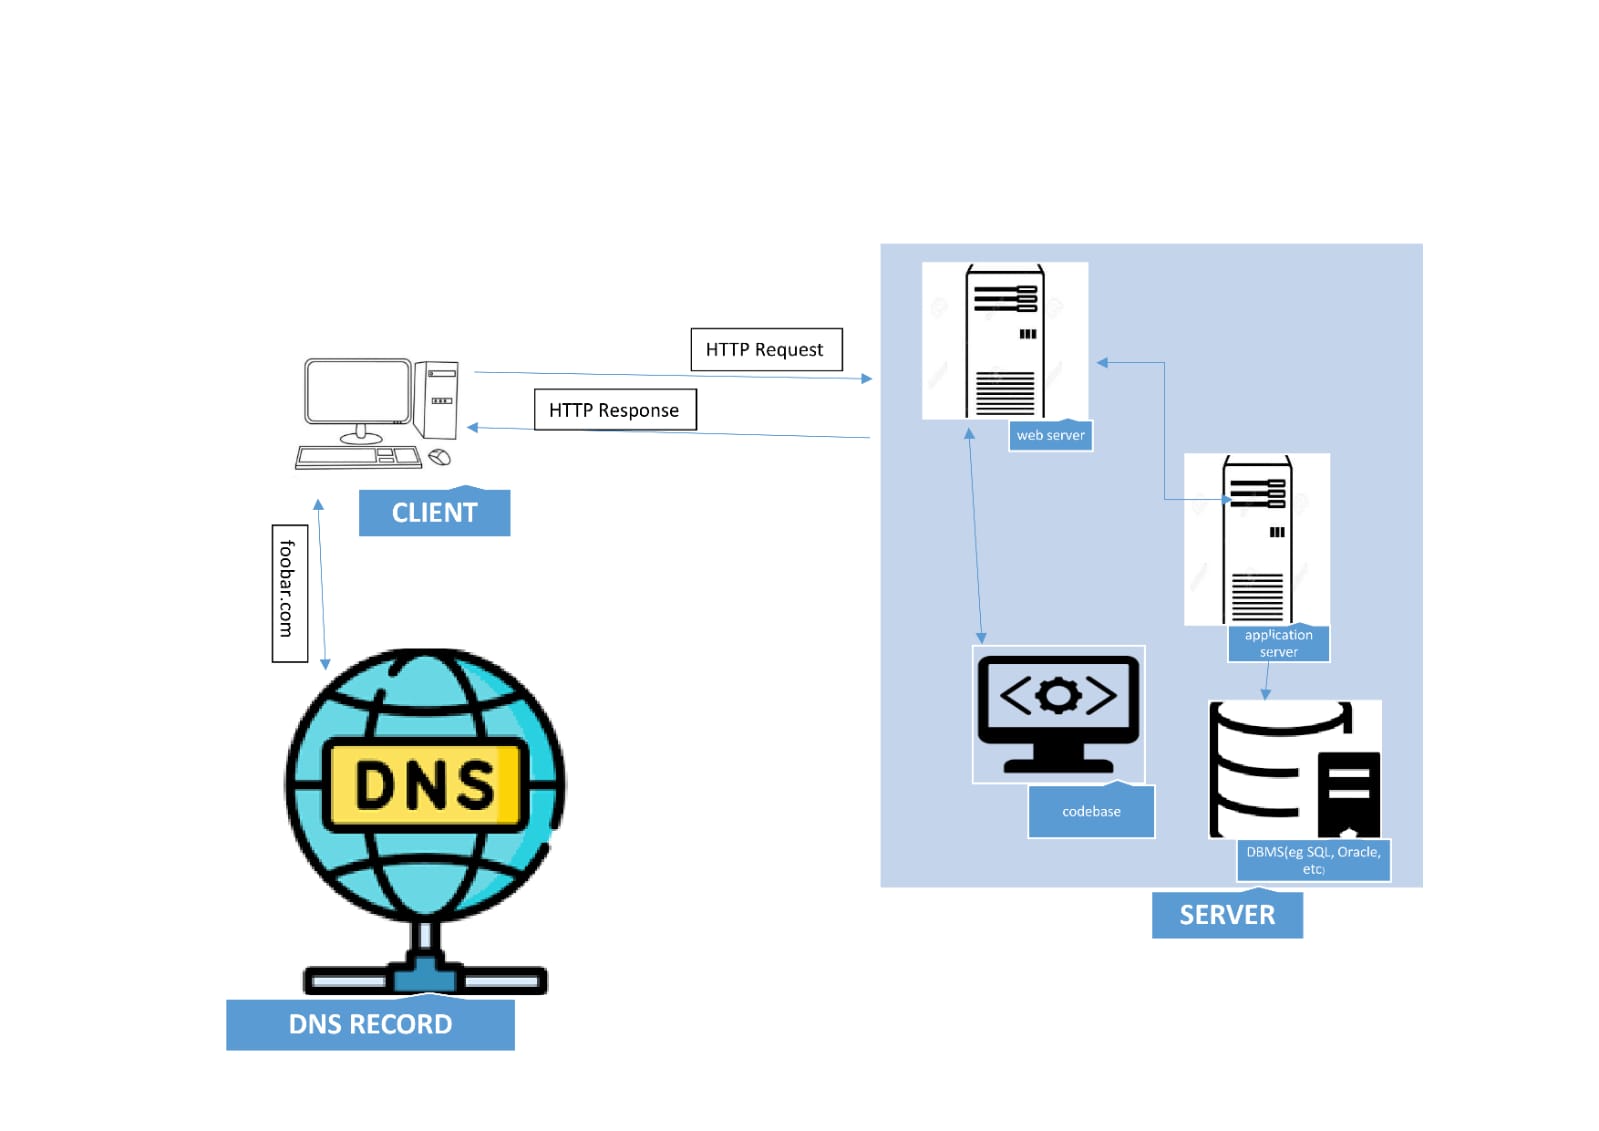 HTTP Request
HTTP Response
web server
CLIENT
foobar.com
application
server
DNS
codebase
DBMS(eg SQL, Oracle,
etc)
SERVER
DNS RECORD